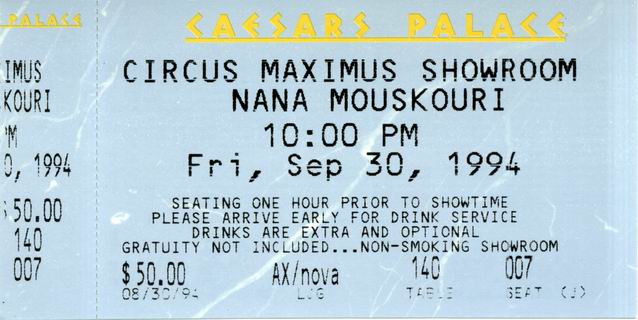 S PALACE
IMUS
KOURI
PM
0, 1994
$50.00
140
007
CAESARS PALACE
CIRCUS MAXIMUS SHOWROOM
NANA MOUSKOURI
10:00 PM
Fri, Sep 30, 1994
SEATING ONE HOUR PRIOR TO SHOWTIME
PLEASE ARRIVE EARLY FOR DRINK SERVICE
DRINKS ARE EXTRA AND OPTIONAL
GRATUITY NOT INCLUDED...NON-SMOKING SHOWROOM
$50.00 AX/nova 140 007
08/30/94 TABLE SEAT (J)